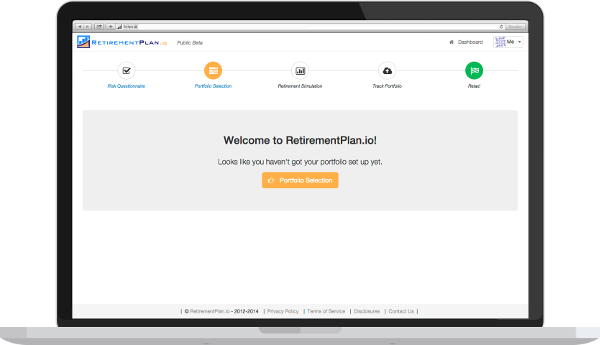 RETIREMENTPLAN.IO Public Beta Dashboard Me
Risk Questionnaire Portfolio Selection Retirement Simulation Track Portfolio Relax!
Welcome to RetirementPlan.io!
Looks like you haven't got your portfolio set up yet.
Portfolio Selection
| © RetirementPlan.io - 2012-2014 | Privacy Policy | Terms of Service | Disclosures | Contact Us |